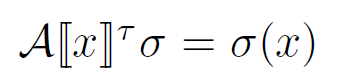 𝒜⟦x⟧^τ σ = σ(x)